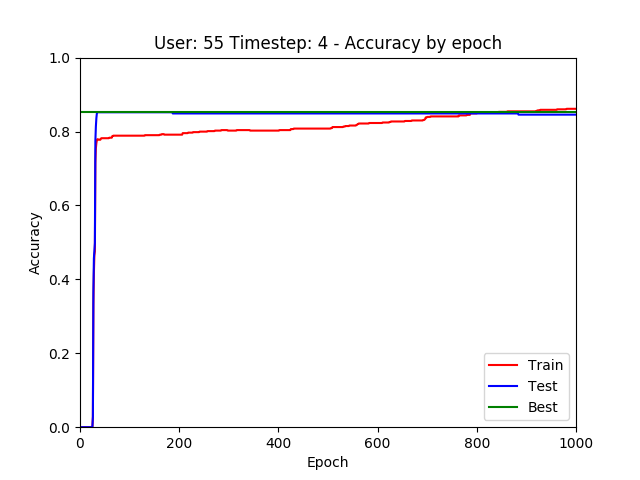 User: 55 Timestep: 4 - Accuracy by epoch
1.0
0.8
0.6
0.4
0.2
0.0
Accuracy
0 200 400 600 800 1000
Epoch
Train
Test
Best